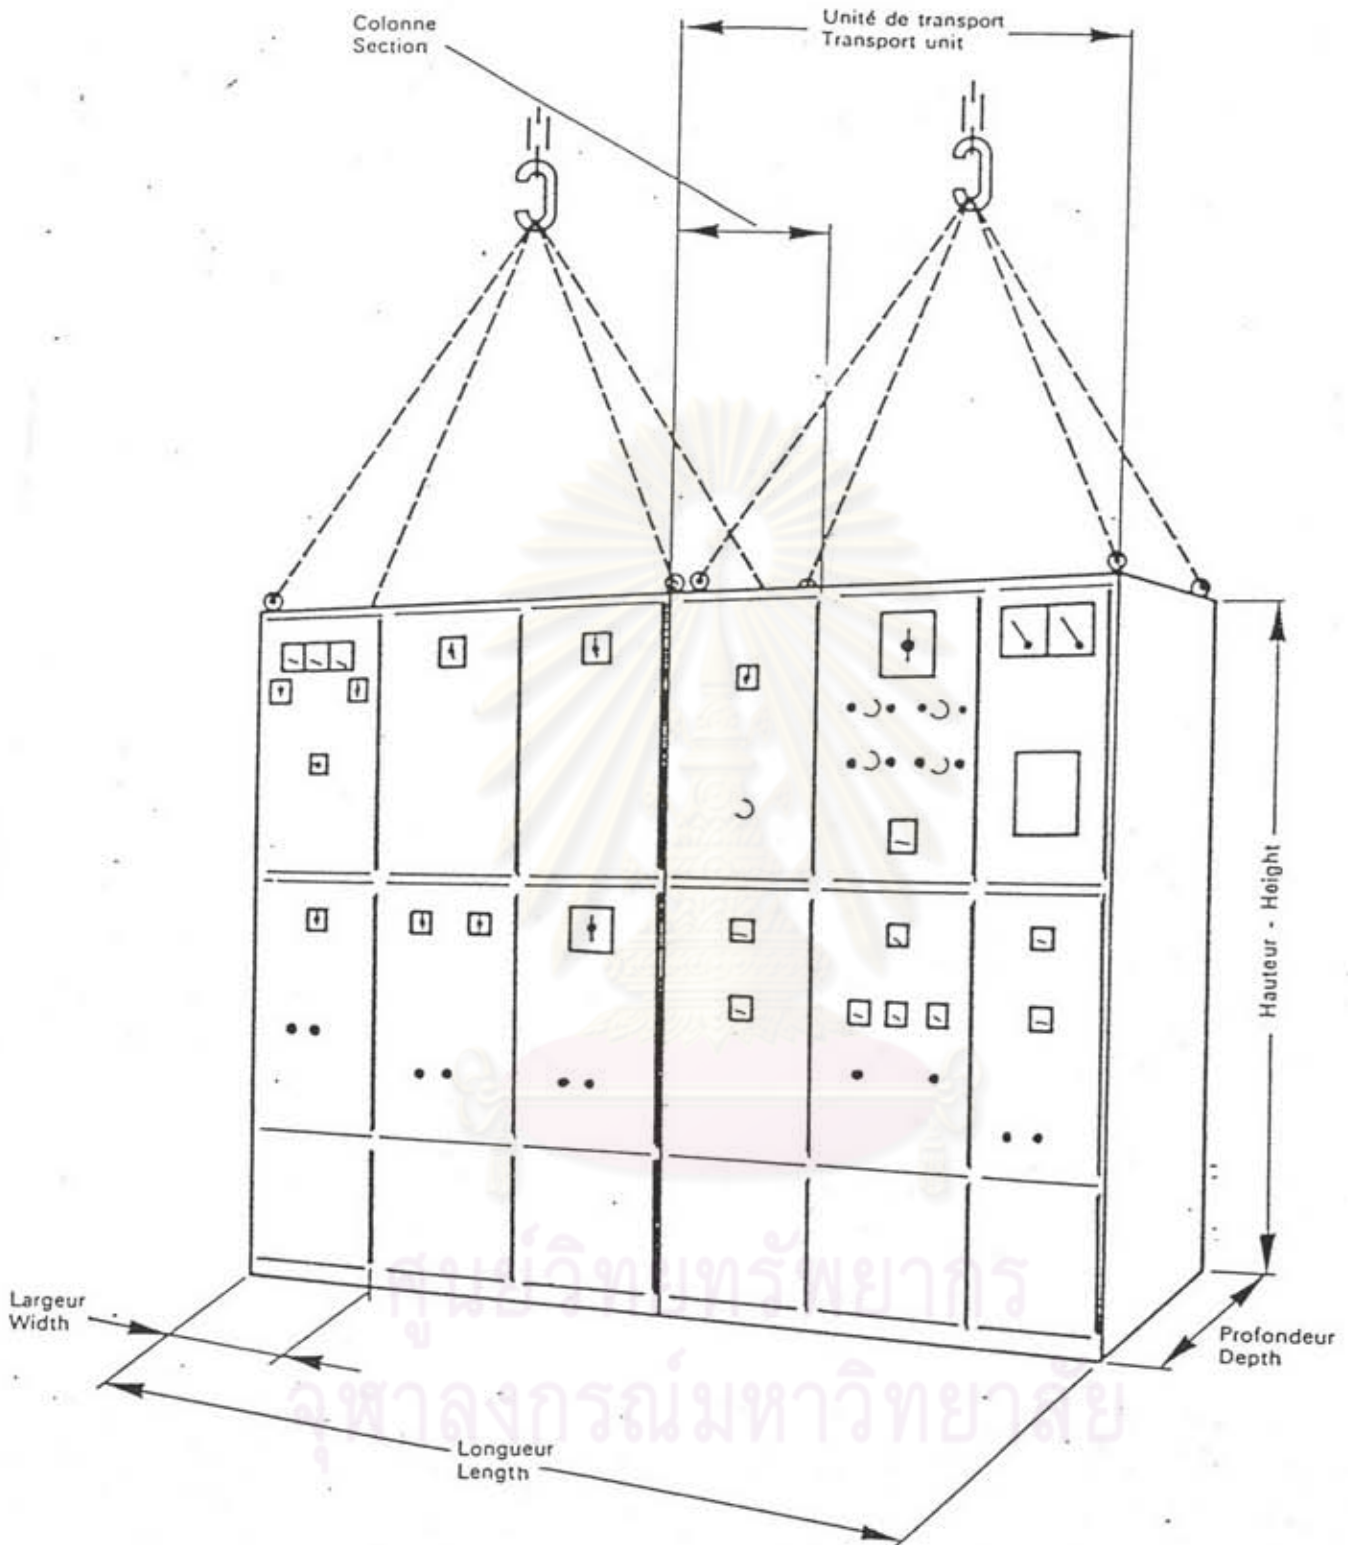 Colonne
Section
Unité de transport
Transport unit
Hauteur - Height
Largeur
Width
Profondeur
Depth
Longueur
Length
ศูนย์วิทยทรัพยากร
จุฬาลงกรณ์มหาวิทยาลัย